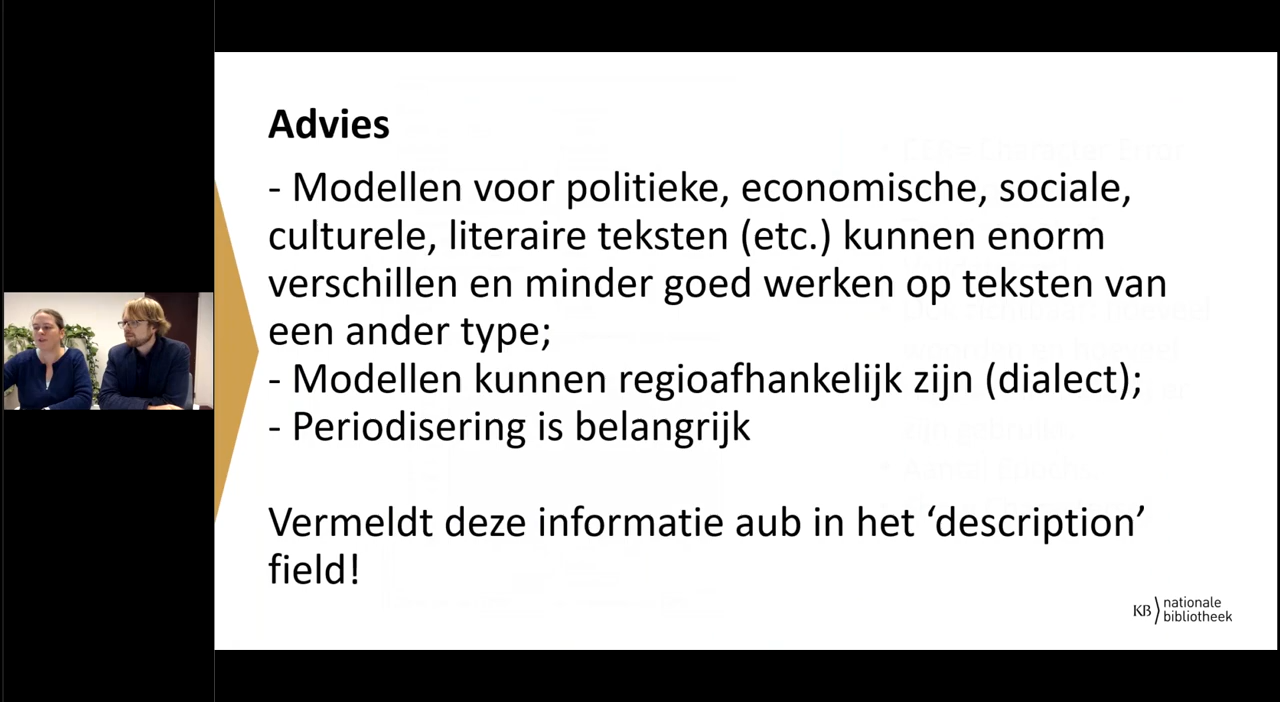 Advies
- Modellen voor politieke, economische, sociale,
culturele, literaire teksten (etc.) kunnen enorm
verschillen en minder goed werken op teksten van
een ander type;
- Modellen kunnen regioafhankelijk zijn (dialect);
- Periodisering is belangrijk
Vermeldt deze informatie aub in het ‘description’
field!
KB nationale
bibliotheek